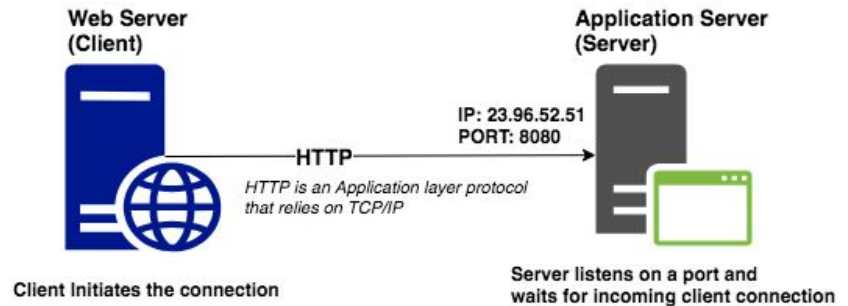 Web Server
(Client)
Application Server
(Server)
IP: 23.96.52.51
PORT: 8080
HTTP
HTTP is an Application layer protocol
that relies on TCP/IP
Client Initiates the connection
Server listens on a port and
waits for incoming client connection